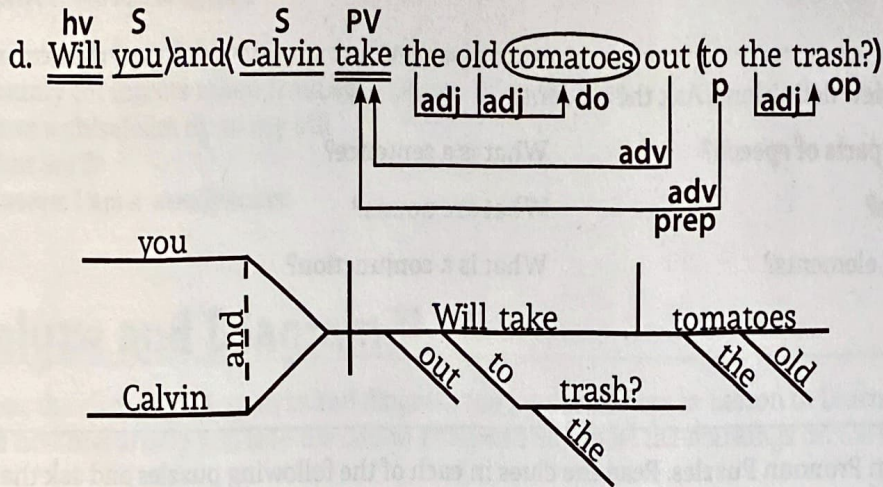 hv S S PV
d. Will you)and(Calvin take the old tomatoes out (to the trash?)
adj adj do p adj op
adv
adv
prep
you
and
Calvin
Will take
out
to
trash?
the
tomatoes
the
old